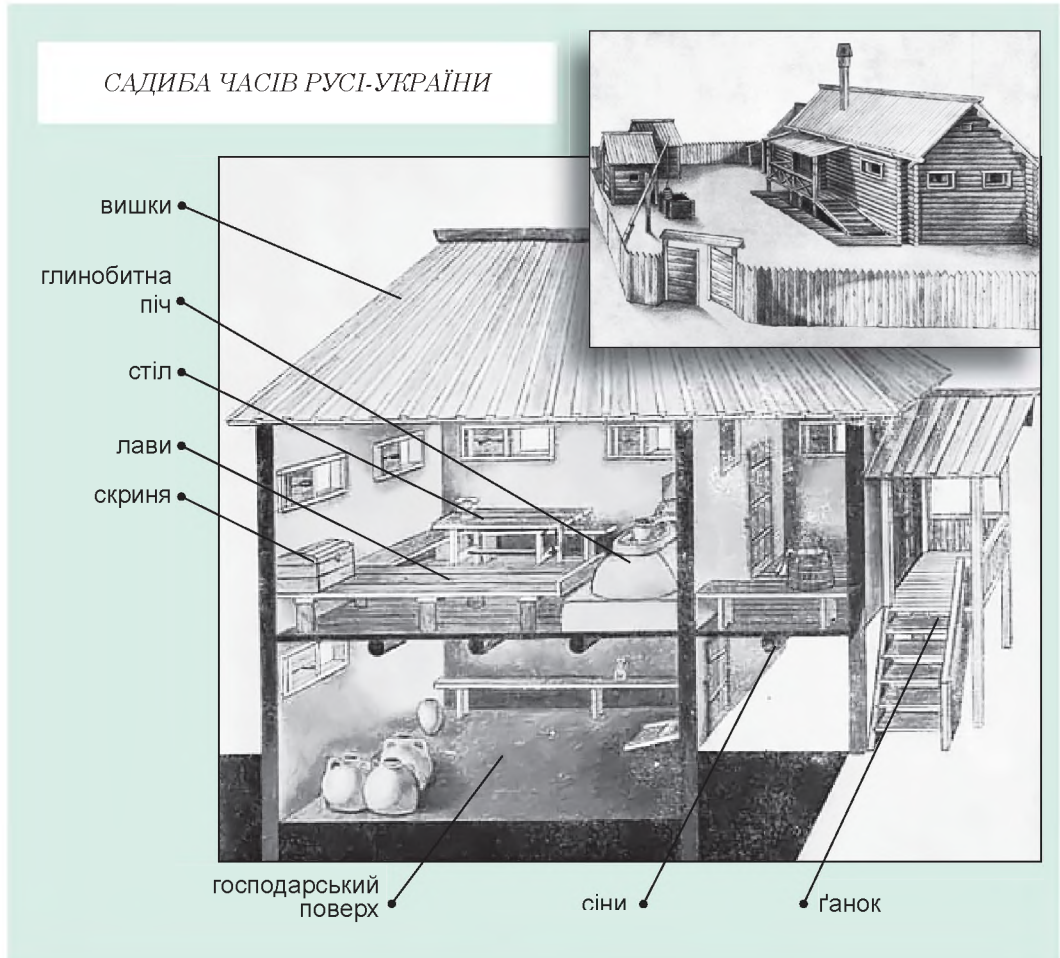 САДИБА ЧАСІВ РУСІ-УКРАЇНИ
вишки
глинобитна
піч
стіл
лави
скриня
господарський
поверх
сіни
ґанок